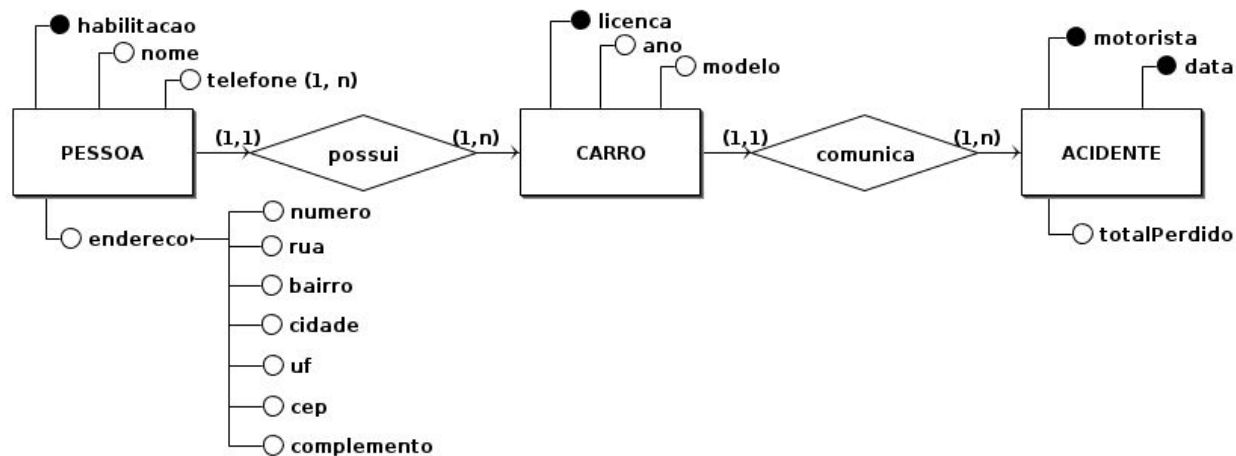 habilitacao
nome
telefone (1, n)
licenca
ano
modelo
motorista
data
PESSOA
(1,1)
possui
(1,n)
CARRO
(1,1)
comunica
(1,n)
ACIDENTE
endereco
numero
rua
bairro
cidade
uf
cep
complemento
totalPerdido